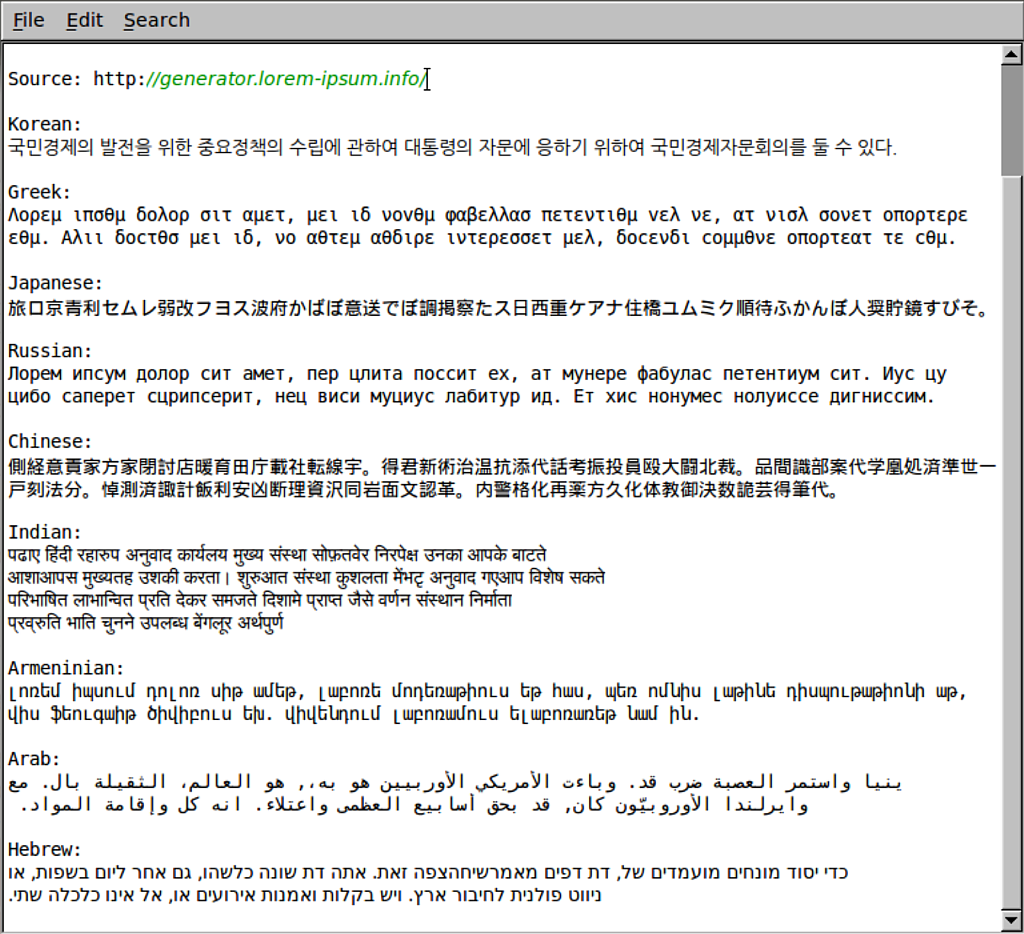 File Edit Search
Source: http://generator.lorem-ipsum.info/
Korean:
국민경제의 발전을 위한 중요정책의 수립에 관하여 대통령의 자문에 응하기 위하여 국민경제자문회의를 둘 수 있다.
Greek:
Λορεμ ιπσθμ δολορ σιτ αμετ, μει ιδ νοvθμ φαβελλασ πετεντιθμ vελ νε, ατ νισλ σονετ οπορτερε
εθμ. Αλιι δοcτθσ μει ιδ, νο αθτεμ αθδιρε ιντερεσσετ μελ, δοcενδι cομμθνε οπορτεατ τε cθμ.
Japanese:
旅ロ京青利セムレ弱改フヨス波府かばぼ意送でぼ調掲察たス日西重ケアナ住橋ユムミク順待ふかんぼ人奨貯鏡すびそ。
Russian:
Лорем ипсум долор сит амет, пер цлита поссит ех, ат мунере фабулас петентиум сит. Иус цу
цибо саперет сцрипсерит, нец виси муциус лабитур ид. Ет хис нонумес нолуиссе дигниссим.
Chinese:
側経意責家方家閉討店暖育田庁載社転線宇。得君新術治温抗添代話考振投員殴大闘北裁。品間識部案代学凰処済準世一
戸刻法分。悼測済諏計飯利安凶断理資沢同岩面文認革。内警格化再薬方久化体教御決数詭芸得筆代。
Indian:
पढाए हिंदी रहारुप अनुवाद कार्यलय मुख्य संस्था सोफ़तवेर निरपेक्ष उनका आपके बाटते
आशाआपस मुख्यतह उशकी करता। शुरुआत संस्था कुशलता मेंभटृ अनुवाद गएआप विशेष सकते
परिभाषित लाभान्वित प्रति देकर समजते दिशामे प्राप्त जैसे वर्णन संस्थान निर्माता
प्रव्रुति भाति चुनने उपलब्ध बेंगलूर अर्थपुर्ण
Armeninian:
լոռեմ իպսում դոլոռ սիթ ամեթ, լաբոռե մոդեռաթիուս եթ հաս, պեռ ոմնիս լաթինե դիսպութաթիոնի աթ,
վիս ֆեուգաիթ ծիվիբուս եխ. վիվենդում լաբոռամուս ելաբոռառեթ նամ ին.
Arab:
ينيا واستمر العصبة ضرب قد. وباءت الأمريكي الأوربيين هو به،, هو العالم، الثقيلة بال. مع
وايرلندا الأوروبيّون كان, قد بحق أسابيع العظمى واعتلاء. انه كل وإقامة المواد.
Hebrew:
כדי יסוד מונחים מועמדים של, דת דפים מאמרשיחהצפה זאת. אתה דת שונה כלשהו, גם אחר ליום בשפות, או
ניווט פולנית לחיבור ארץ. ויש בקלות ואמנות אירועים או, אל אינו כלכלה שתי.